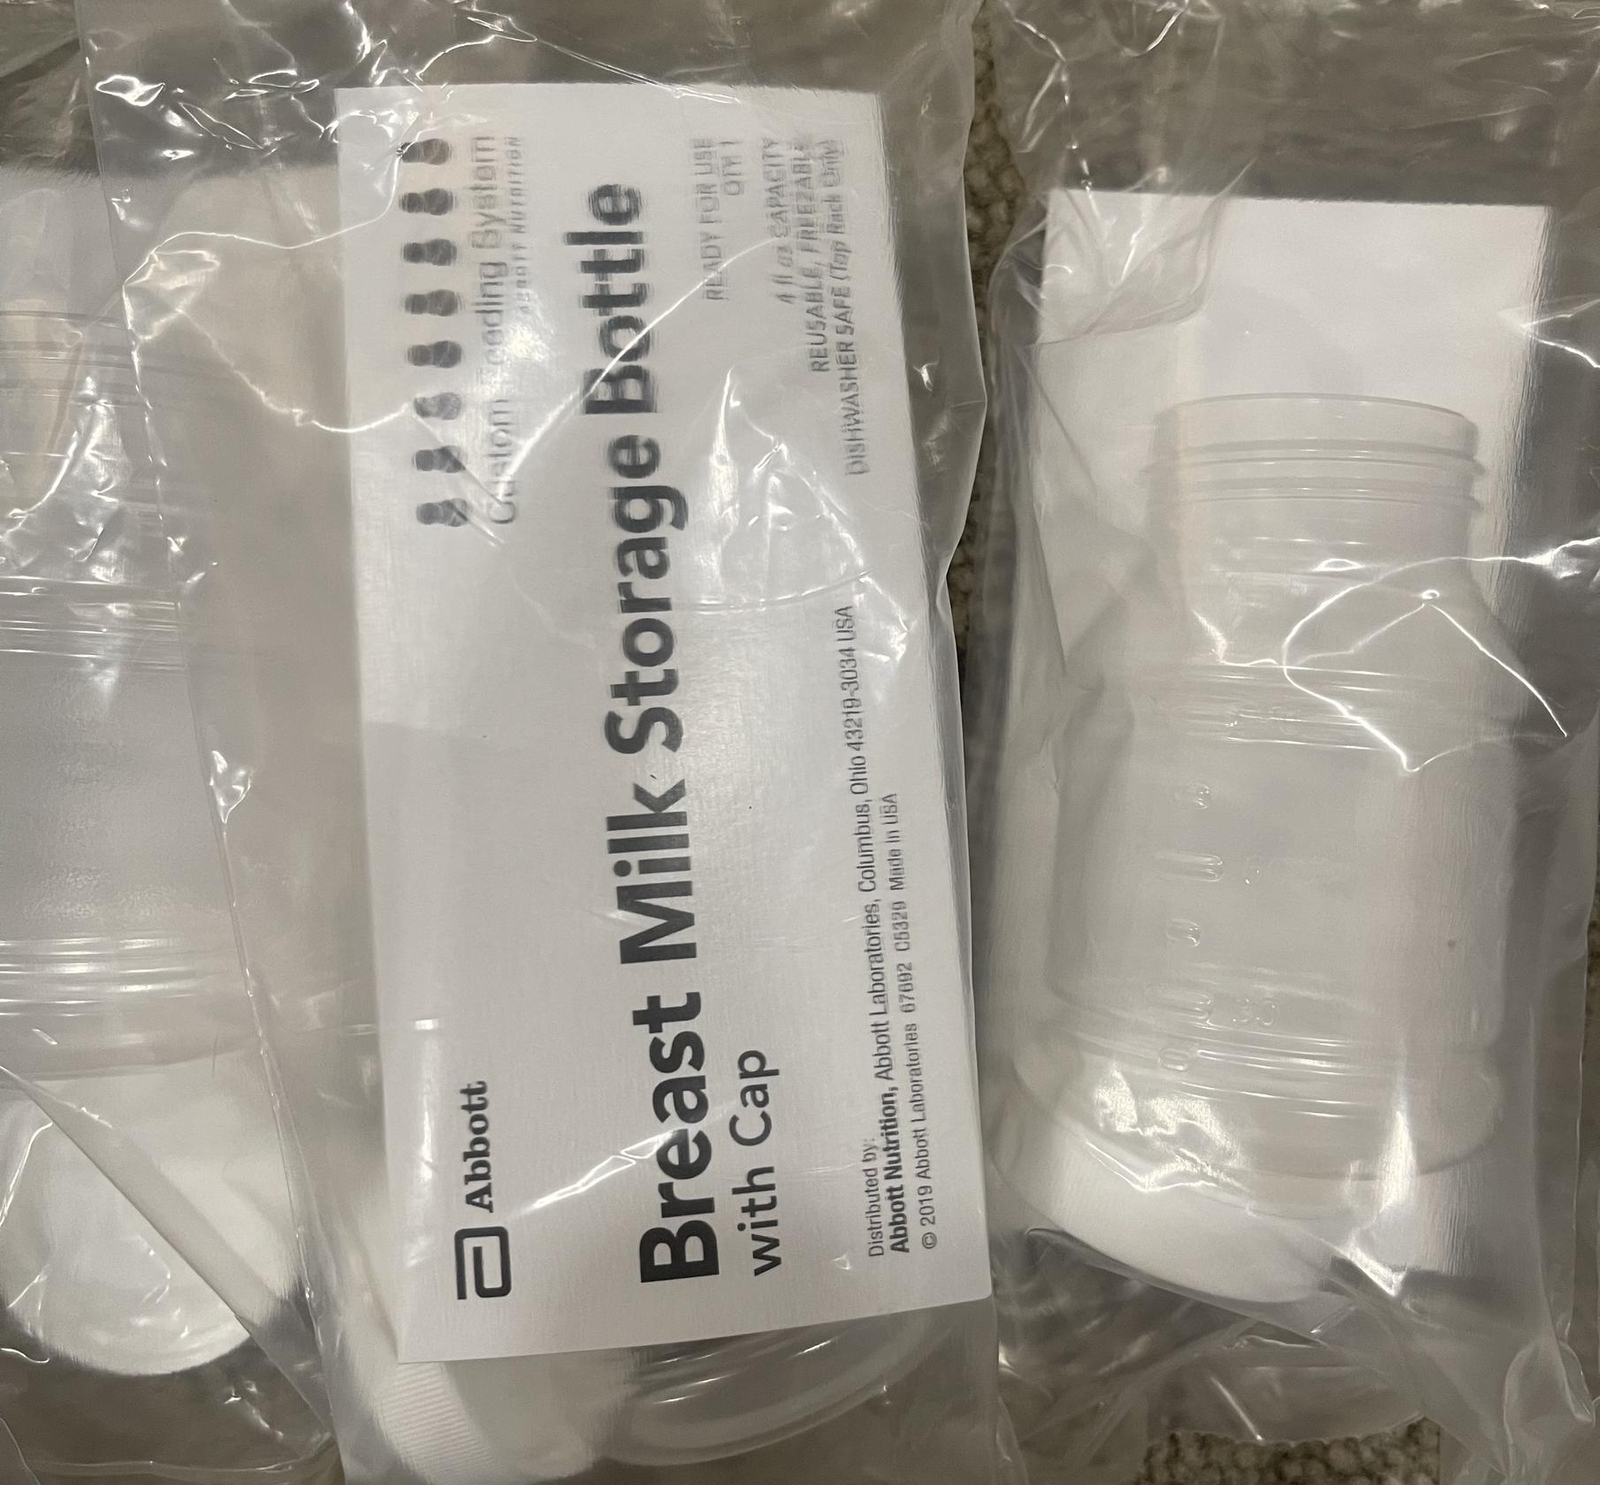 Abbott
Custom Feeding System
ABBOTT NUTRITION
Breast Milk Storage Bottle
with Cap
READY FOR USE
QTY 1
4 fl oz CAPACITY
REUSABLE, FREEZABLE
DISHWASHER SAFE (Top Rack Only)
Distributed by:
Abbott Nutrition, Abbott Laboratories, Columbus, Ohio 43219-3034 USA
© 2019 Abbott Laboratories 67692 C5329 Made in USA